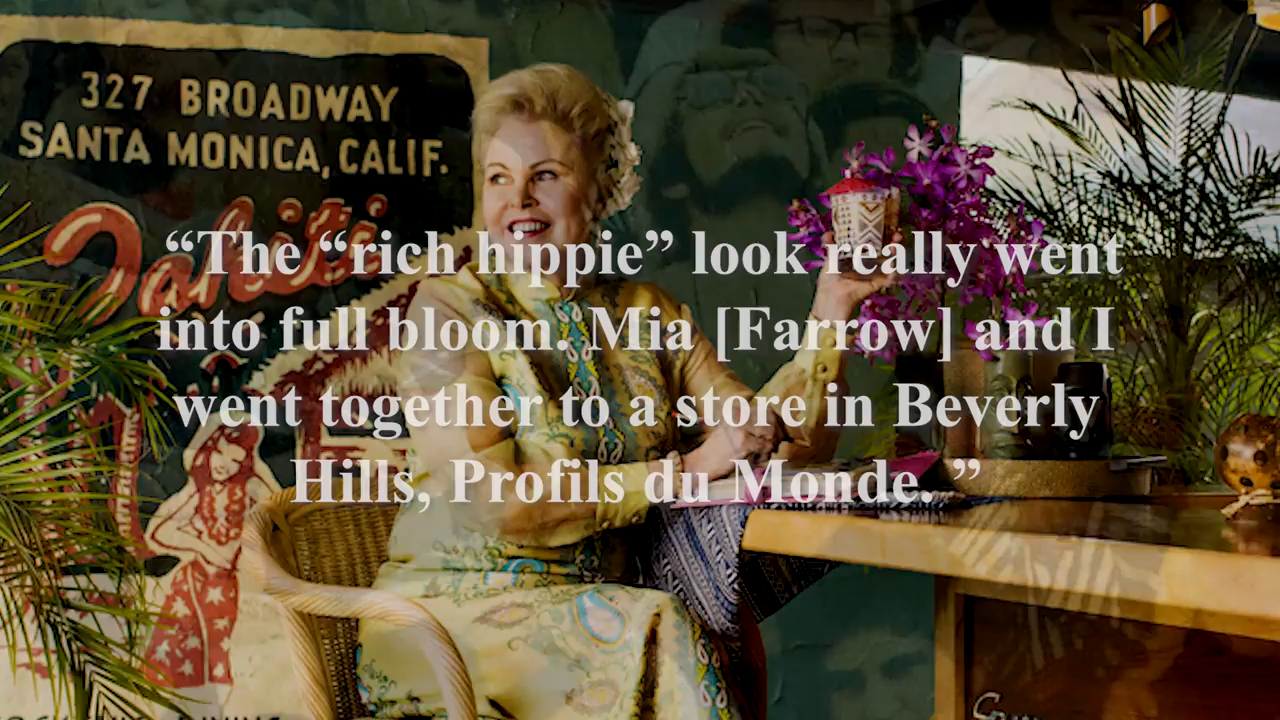 327 BROADWAY
SANTA MONICA, CALIF.
Tahiti
“The “rich hippie” look really went
into full bloom. Mia [Farrow] and I
went together to a store in Beverly
Hills, Profils du Monde. ”